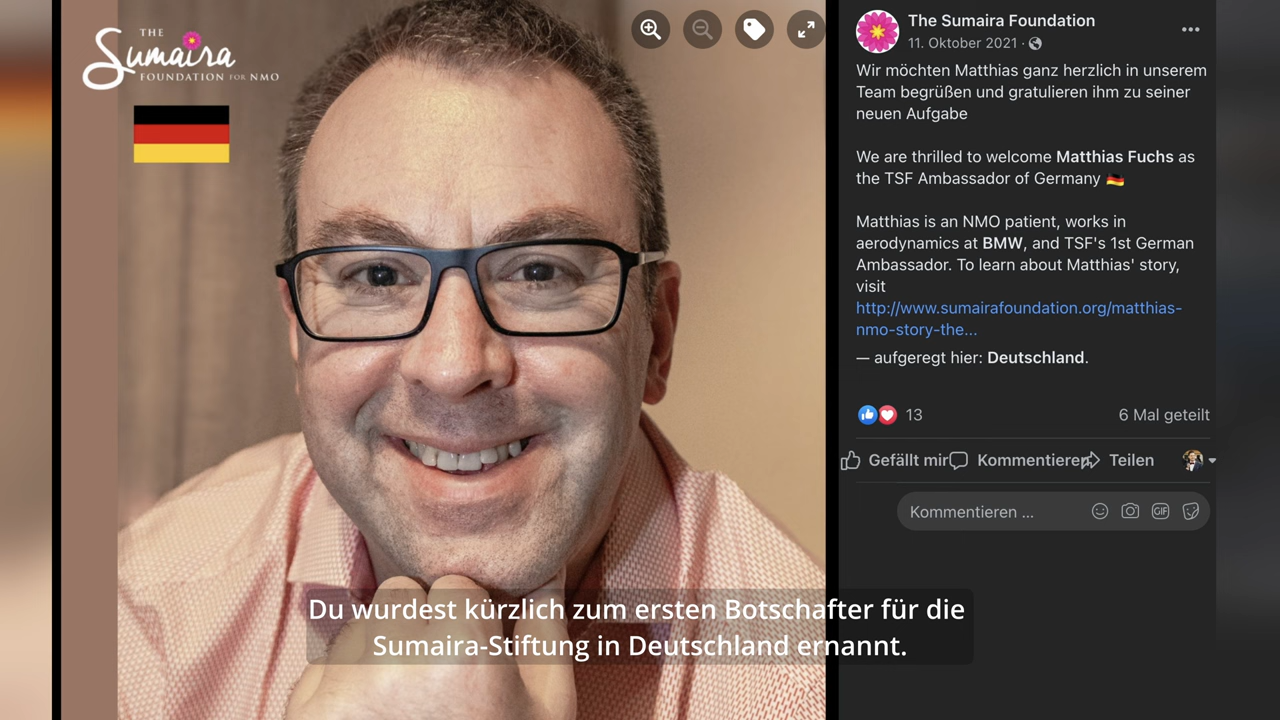 THE
Sumaira
FOUNDATION FOR NMO
The Sumaira Foundation
11. Oktober 2021 ·
Wir möchten Matthias ganz herzlich in unserem
Team begrüßen und gratulieren ihm zu seiner
neuen Aufgabe
We are thrilled to welcome Matthias Fuchs as
the TSF Ambassador of Germany 🇩🇪
Matthias is an NMO patient, works in
aerodynamics at BMW, and TSF's 1st German
Ambassador. To learn about Matthias' story,
visit
http://www.sumairafoundation.org/matthias-
nmo-story-the...
— aufgeregt hier: Deutschland.
13 6 Mal geteilt
Gefällt mir Kommentieren Teilen
Kommentieren ... GIF
Du wurdest kürzlich zum ersten Botschafter für die
Sumaira-Stiftung in Deutschland ernannt.